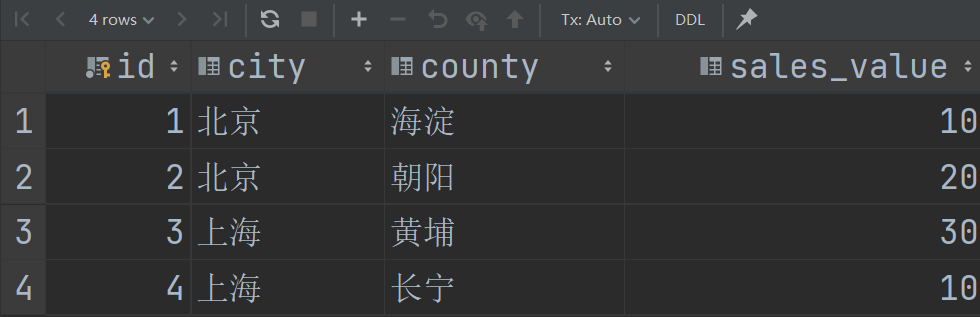 4 rows Tx: Auto DDL
id city county sales_value
1 1 北京 海淀 10
2 2 北京 朝阳 20
3 3 上海 黄埔 30
4 4 上海 长宁 10